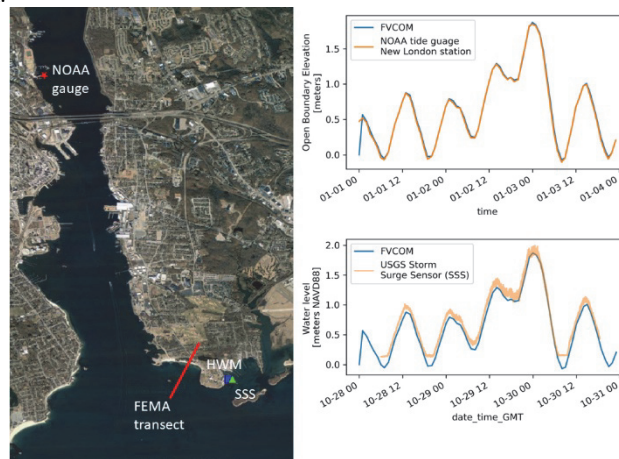 NOAA
gauge
HWM
SSS
FEMA
transect
FVCOM
NOAA tide guage
New London station
Open Boundary Elevation
[meters]
1.5
1.0
0.5
0.0
01-01 00
01-01 12
01-02 00
01-02 12
01-03 00
01-03 12
01-04 00
time
FVCOM
USGS Storm
Surge Sensor (SSS)
Water level
[meters NAVD88]
2.0
1.5
1.0
0.5
0.0
10-28 00
10-28 12
10-29 00
10-29 12
10-30 00
10-30 12
10-31 00
date_time_GMT